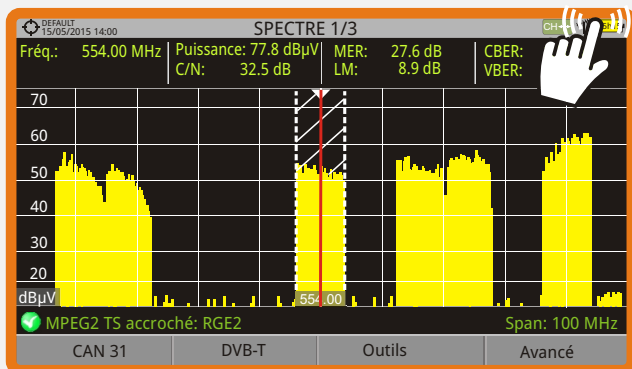 DEFAULT
15/05/2015 14:00
SPECTRE 1/3
CH
Fréq.: 554.00 MHz
Puissance: 77.8 dBµV
MER: 27.6 dB
CBER:
C/N: 32.5 dB
LM: 8.9 dB
VBER:
70
60
50
40
30
20
dBµV
554.00
MPEG2 TS accroché: RGE2
Span: 100 MHz
CAN 31
DVB-T
Outils
Avancé